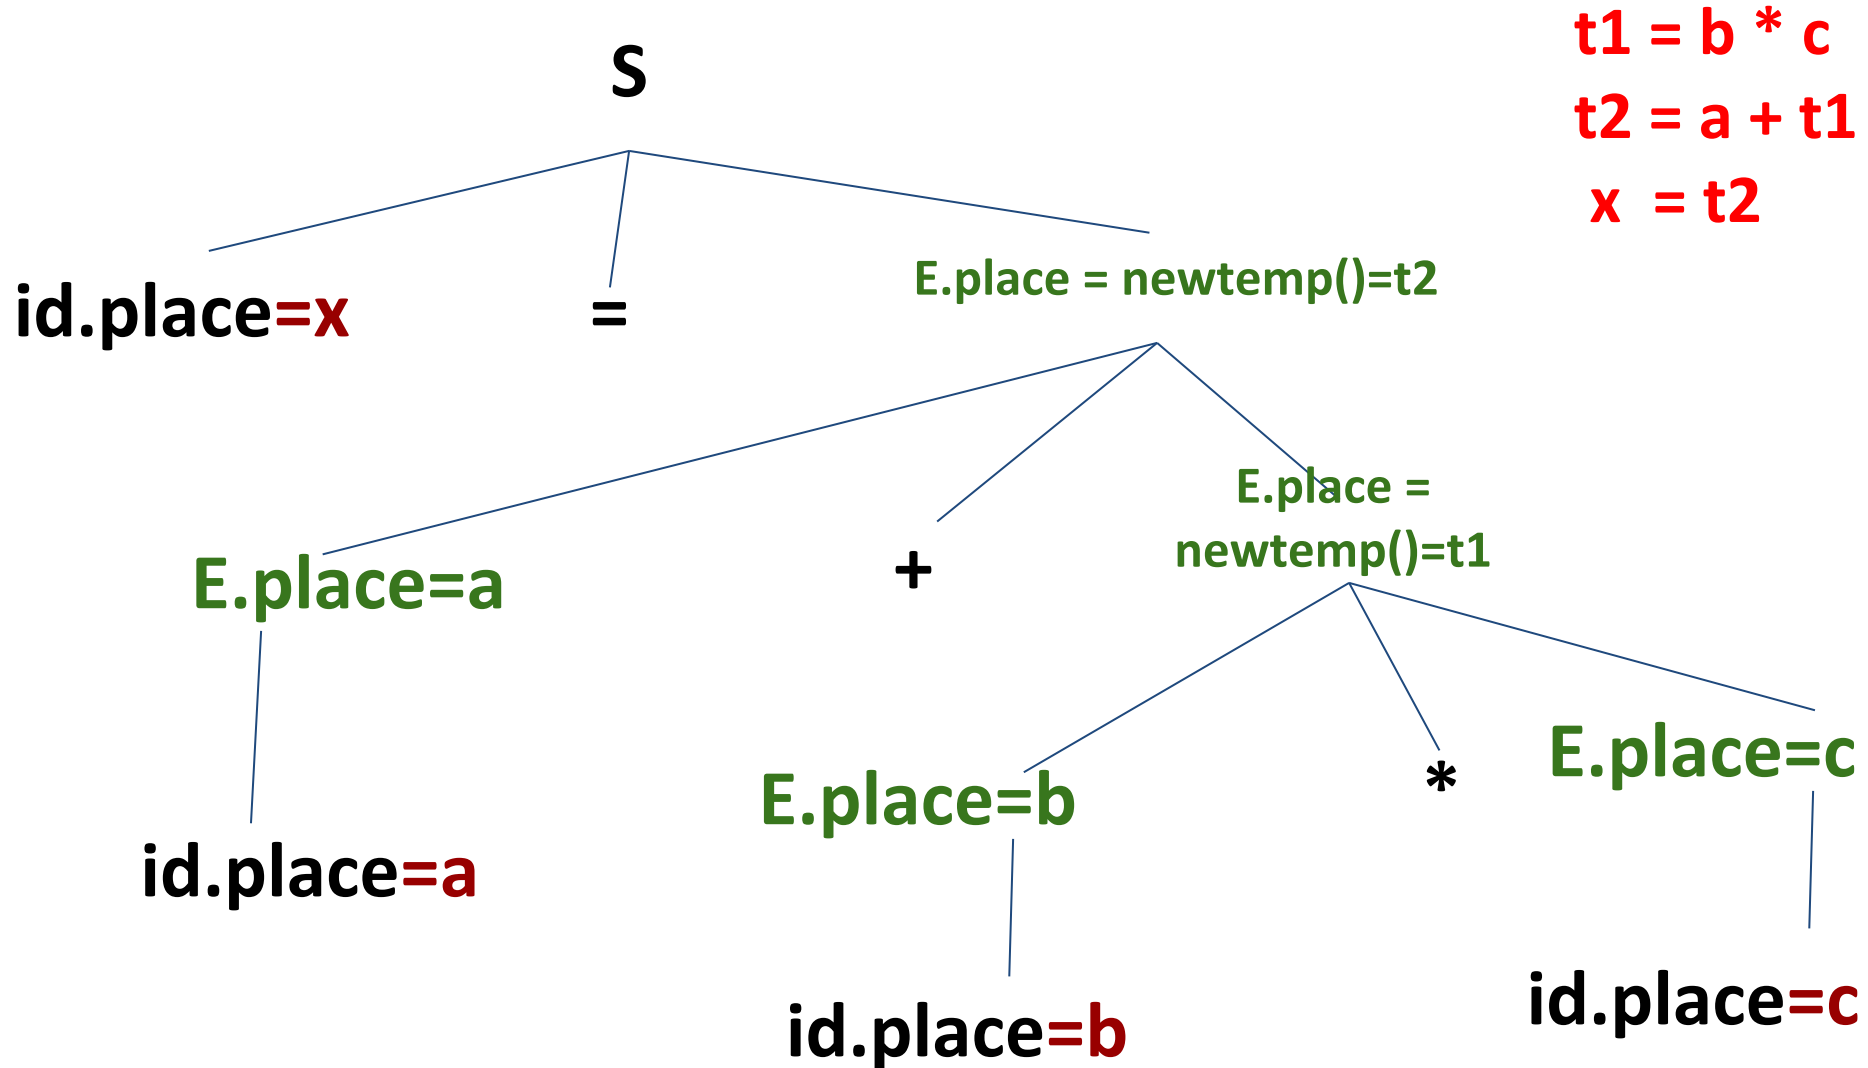 S
t1 = b * c
t2 = a + t1
x = t2
id.place=x
=
E.place = newtemp()=t2
E.place=a
+
E.place =
newtemp()=t1
E.place=b
*
E.place=c
id.place=a
id.place=b
id.place=c